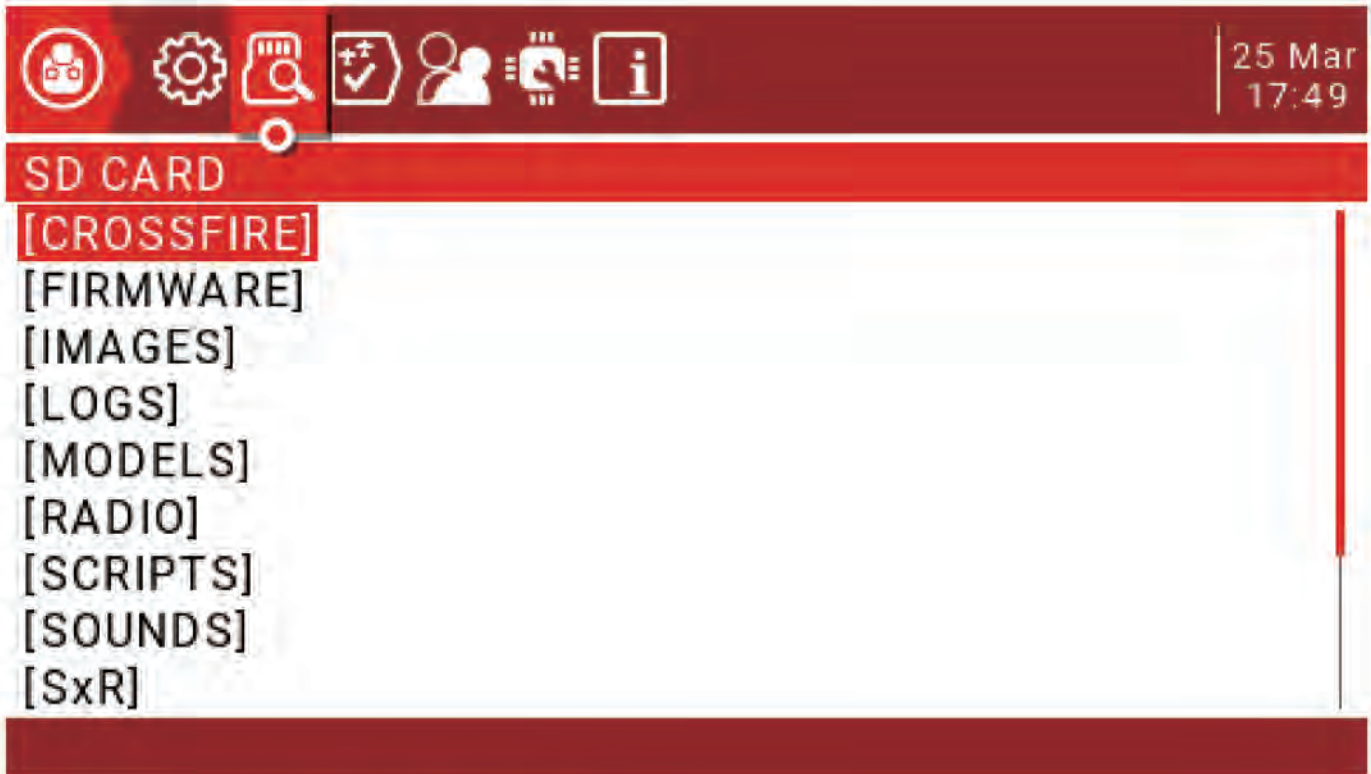 25 Mar
17:49
SD CARD
[CROSSFIRE]
[FIRMWARE]
[IMAGES]
[LOGS]
[MODELS]
[RADIO]
[SCRIPTS]
[SOUNDS]
[SxR]